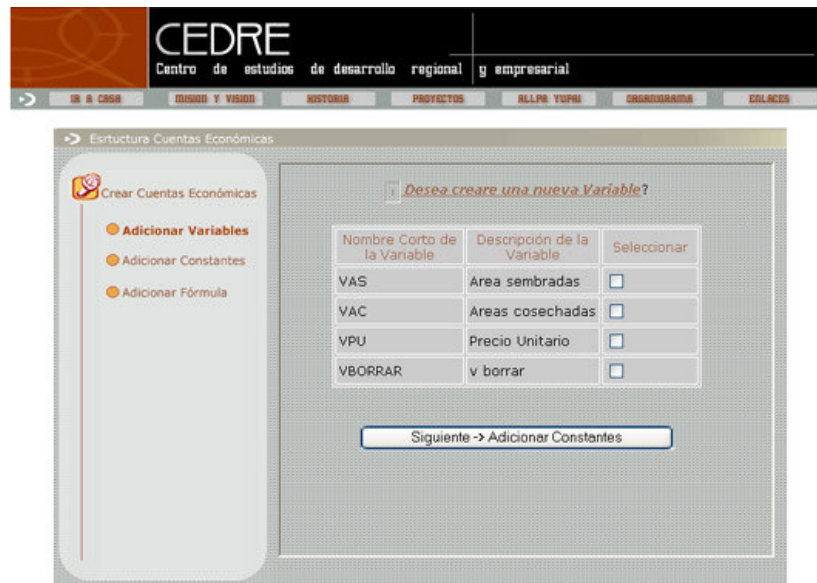 CEDRE
Centro de estudios de desarrollo regional y empresarial
IR A CASA MISION Y VISION HISTORIA PROYECTOS ALLPA YUPAI ORGANIGRAMA ENLACES
Esrtuctura Cuentas Económicas
Crear Cuentas Económicas
Adicionar Variables
Adicionar Constantes
Adicionar Fórmula
Desea creare una nueva Variable?
Nombre Corto de la Variable Descripción de la Variable Seleccionar
VAS Area sembradas
VAC Areas cosechadas
VPU Precio Unitario
VBORRAR v borrar
Siguiente -> Adicionar Constantes